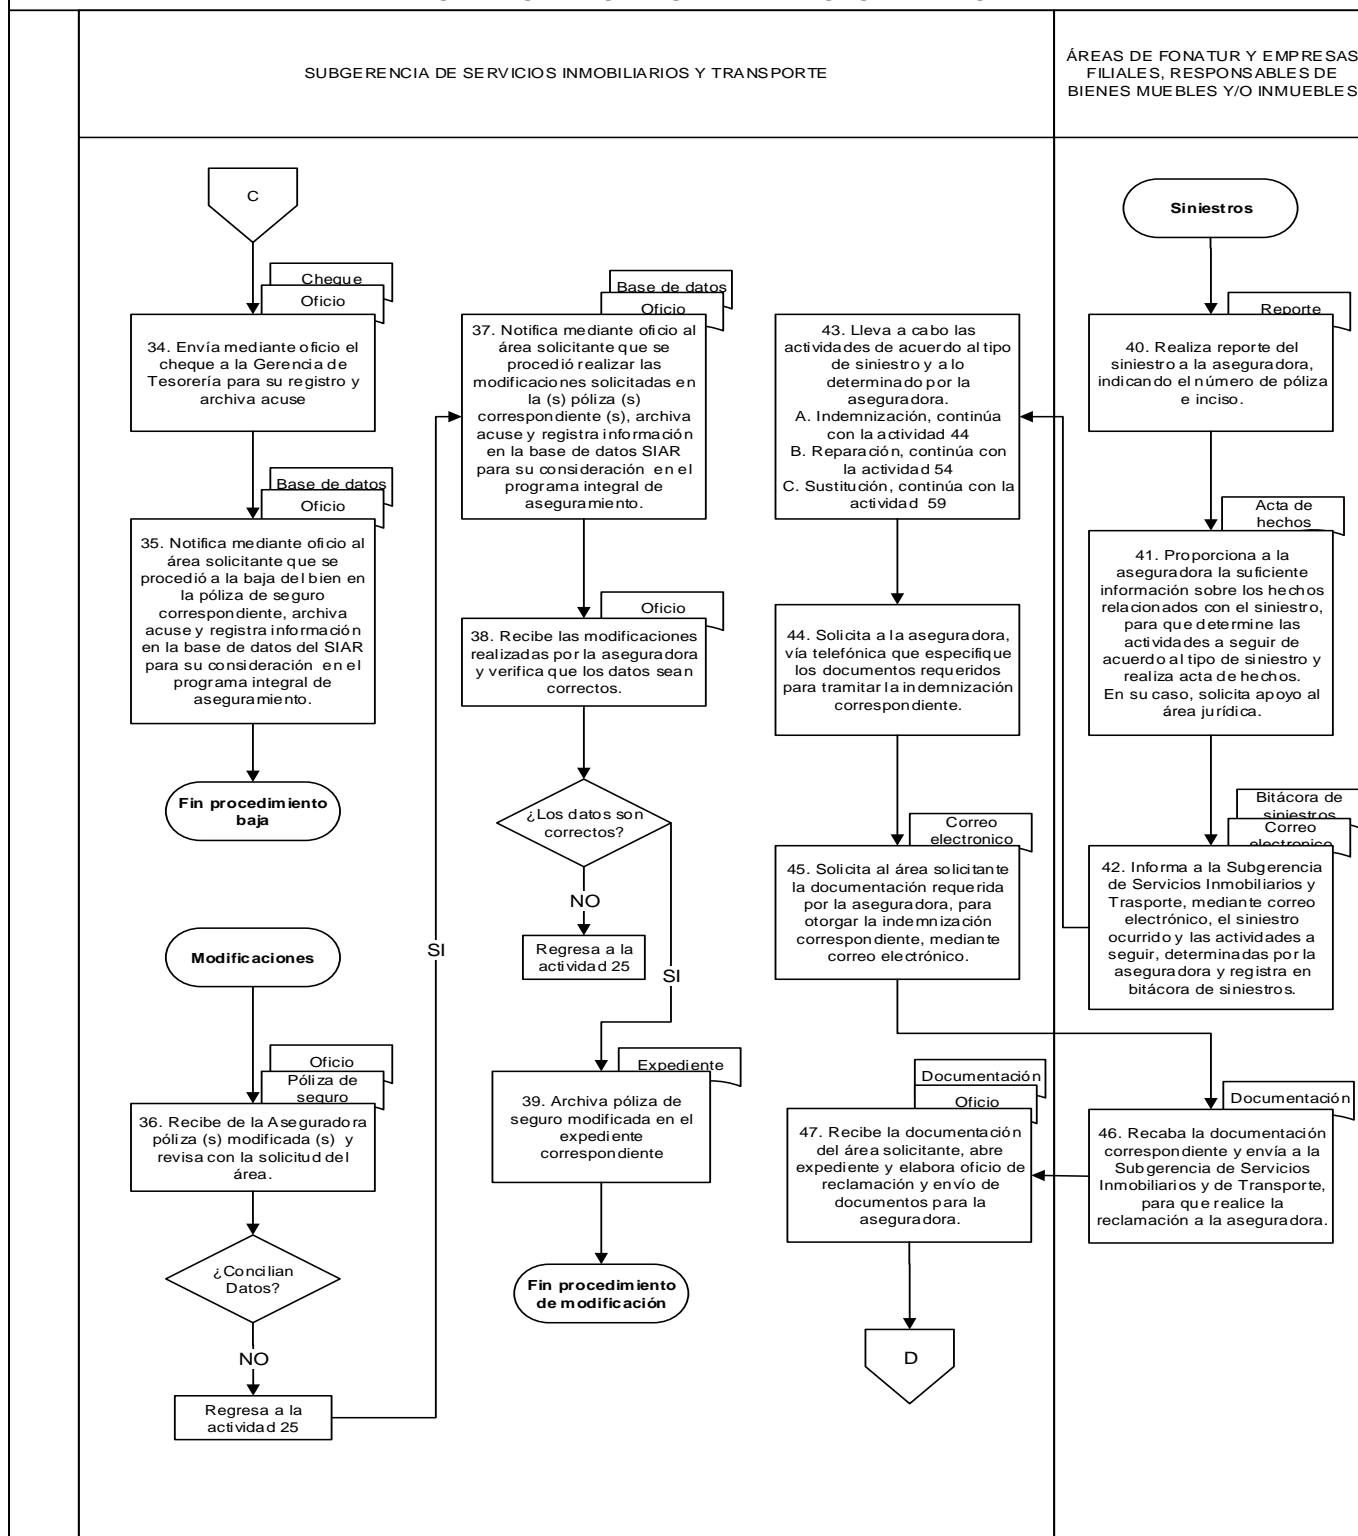 SUBGERENCIA DE SERVICIOS INMOBILIARIOS Y TRANSPORTE
ÁREAS DE FONATUR Y EMPRESAS
FILIALES, RESPONSABLES DE
BIENES MUEBLES Y/O INMUEBLES
C
Cheque
Oficio
34. Envía mediante oficio el
cheque a la Gerencia de
Tesorería para su registro y
archiva acuse
Base de datos
Oficio
35. Notifica mediante oficio al
área solicitante que se
procedió a la baja del bien en
la póliza de seguro
correspondiente, archiva
acuse y registra información
en la base de datos del SIAR
para su consideración en el
programa integral de
aseguramiento.
Fin procedimiento
baja
Modificaciones
Oficio
Póliza de
seguro
36. Recibe de la Aseguradora
póliza (s) modificada (s) y
revisa con la solicitud del
área.
¿Concilian
Datos?
NO
Regresa a la
actividad 25
SI
Base de datos
Oficio
37. Notifica mediante oficio al
área solicitante que se
procedió realizar las
modificaciones solicitadas en
la (s) póliza (s)
correspondiente (s), archiva
acuse y registra información
en la base de datos SIAR
para su consideración en el
programa integral de
aseguramiento.
Oficio
38. Recibe las modificaciones
realizadas por la aseguradora
y verifica que los datos sean
correctos.
¿Los datos son
correctos?
NO
Regresa a la
actividad 25
SI
Expediente
39. Archiva póliza de
seguro modificada en el
expediente
correspondiente
Fin procedimiento
de modificación
43. Lleva a cabo las
actividades de acuerdo al tipo
de siniestro y a lo
determinado por la
aseguradora.
A. Indemnización, continúa
con la actividad 44
B. Reparación, continúa con
la actividad 54
C. Sustitución, continúa con la
actividad 59
44. Solicita a la aseguradora,
vía telefónica que especifique
los documentos requeridos
para tramitar la indemnización
correspondiente.
Correo
electronico
45. Solicita al área solicitante
la documentación requerida
por la aseguradora, para
otorgar la indemnización
correspondiente, mediante
correo electrónico.
Documentación
Oficio
47. Recibe la documentación
del área solicitante, abre
expediente y elabora oficio de
reclamación y envío de
documentos para la
aseguradora.
D
Siniestros
Reporte
40. Realiza reporte del
siniestro a la aseguradora,
indicando el número de póliza
e inciso.
Acta de
hechos
41. Proporciona a la
aseguradora la suficiente
información sobre los hechos
relacionados con el siniestro,
para que determine las
actividades a seguir de
acuerdo al tipo de siniestro y
realiza acta de hechos.
En su caso, solicita apoyo al
área jurídica.
Bitácora de
siniestros
Correo
electronico
42. Informa a la Subgerencia
de Servicios Inmobiliarios y
Trasporte, mediante correo
electrónico, el siniestro
ocurrido y las actividades a
seguir, determinadas por la
aseguradora y registra en
bitácora de siniestros.
Documentación
46. Recaba la documentación
correspondiente y envía a la
Subgerencia de Servicios
Inmobiliarios y de Transporte,
para que realice la
reclamación a la aseguradora.